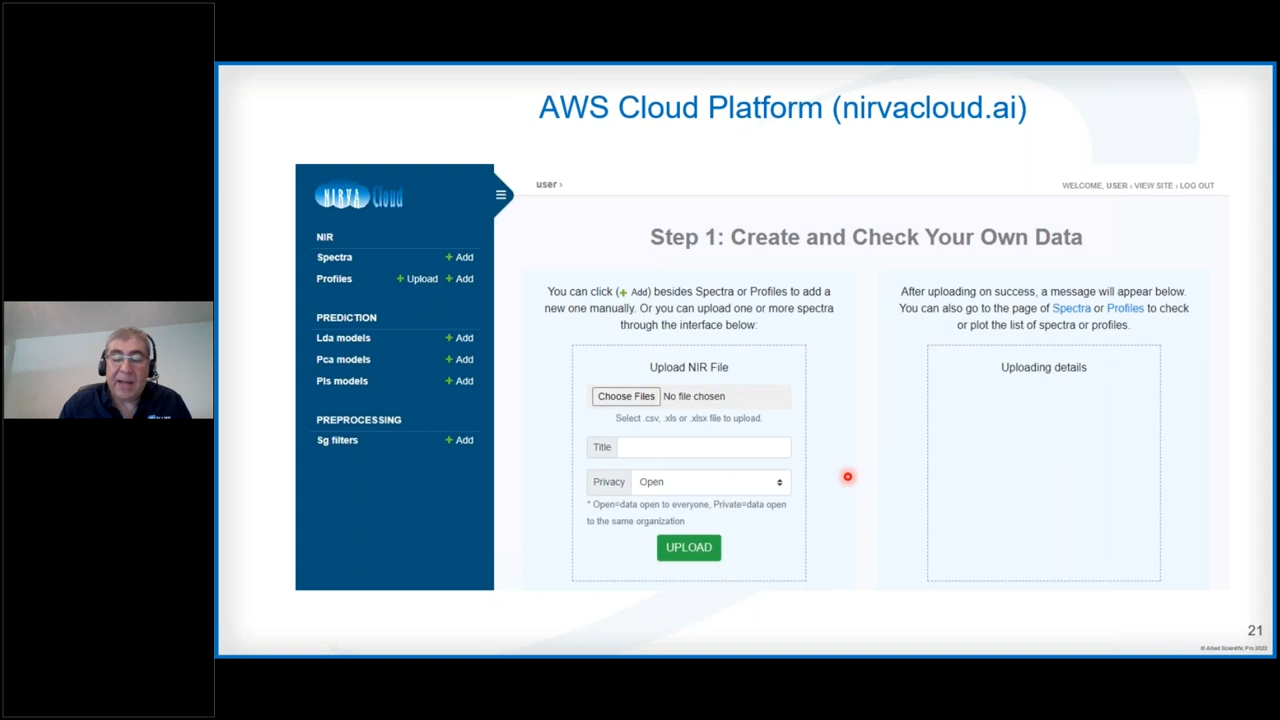 AWS Cloud Platform (nirvacloud.ai)
NIRVA Cloud
user ›
WELCOME, USER › VIEW SITE › LOG OUT
NIR
Spectra + Add
Profiles + Upload + Add
PREDICTION
Lda models + Add
Pca models + Add
Pls models + Add
PREPROCESSING
Sg filters + Add
Step 1: Create and Check Your Own Data
You can click (+ Add) besides Spectra or Profiles to add a
new one manually. Or you can upload one or more spectra
through the interface below:
Upload NIR File
Choose Files No file chosen
Select .csv, .xls or .xlsx file to upload.
Title
Privacy Open
* Open=data open to everyone, Private=data open
to the same organization
UPLOAD
After uploading on success, a message will appear below.
You can also go to the page of Spectra or Profiles to check
or plot the list of spectra or profiles.
Uploading details
21
© Allied Scientific Pro 2022